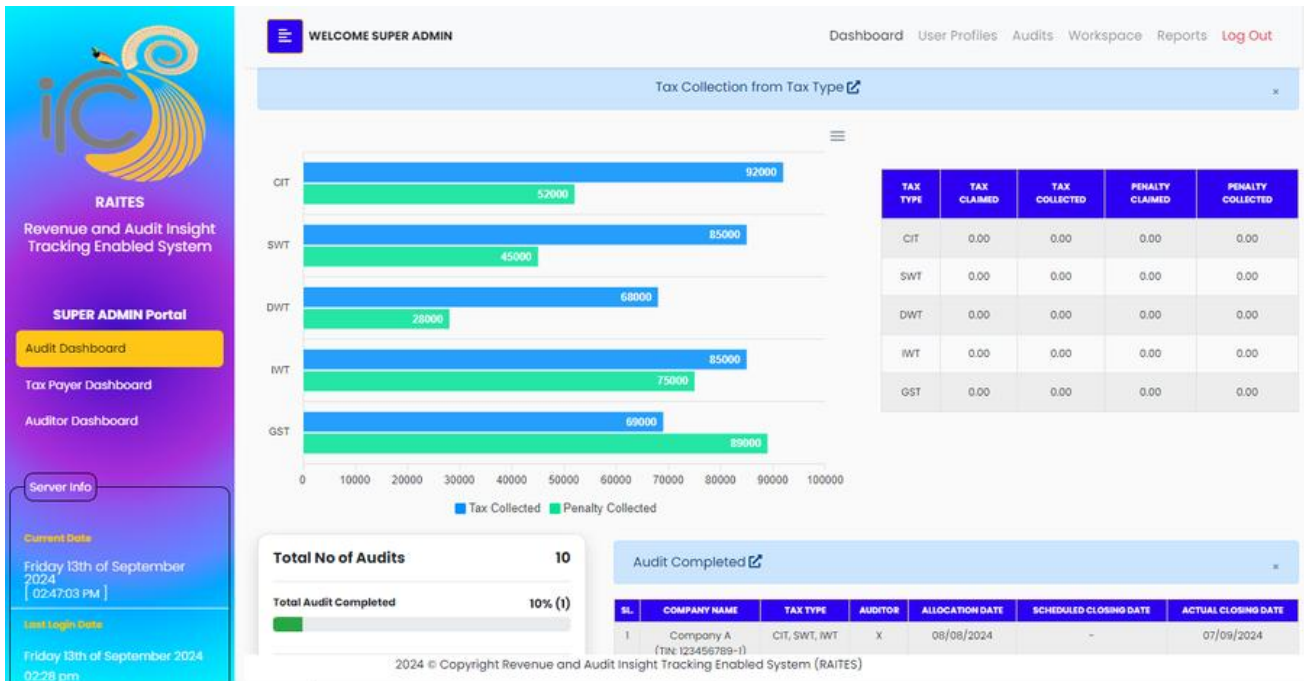 irCS
RAITES
Revenue and Audit Insight
Tracking Enabled System
SUPER ADMIN Portal
Audit Dashboard
Tax Payer Dashboard
Auditor Dashboard
Server Info
Current Date
Friday 13th of September
2024
[ 02:47:03 PM ]
Last Login Date
Friday 13th of September 2024
02:28 pm
WELCOME SUPER ADMIN
Dashboard User Profiles Audits Workspace Reports Log Out
Tax Collection from Tax Type ×
CIT 92000
52000
SWT 85000
45000
DWT 68000
28000
IWT 85000
75000
GST 69000
89000
0 10000 20000 30000 40000 50000 60000 70000 80000 90000 100000
Tax Collected Penalty Collected
TAX TYPE TAX CLAIMED TAX COLLECTED PENALTY CLAIMED PENALTY COLLECTED
CIT 0.00 0.00 0.00 0.00
SWT 0.00 0.00 0.00 0.00
DWT 0.00 0.00 0.00 0.00
IWT 0.00 0.00 0.00 0.00
GST 0.00 0.00 0.00 0.00
Total No of Audits 10
Total Audit Completed 10% (1)
Audit Completed ×
SL. COMPANY NAME TAX TYPE AUDITOR ALLOCATION DATE SCHEDULED CLOSING DATE ACTUAL CLOSING DATE
1 Company A CIT, SWT, IWT X 08/08/2024 - 07/09/2024
(TIN: 123456789-1)
2024 © Copyright Revenue and Audit Insight Tracking Enabled System (RAITES)